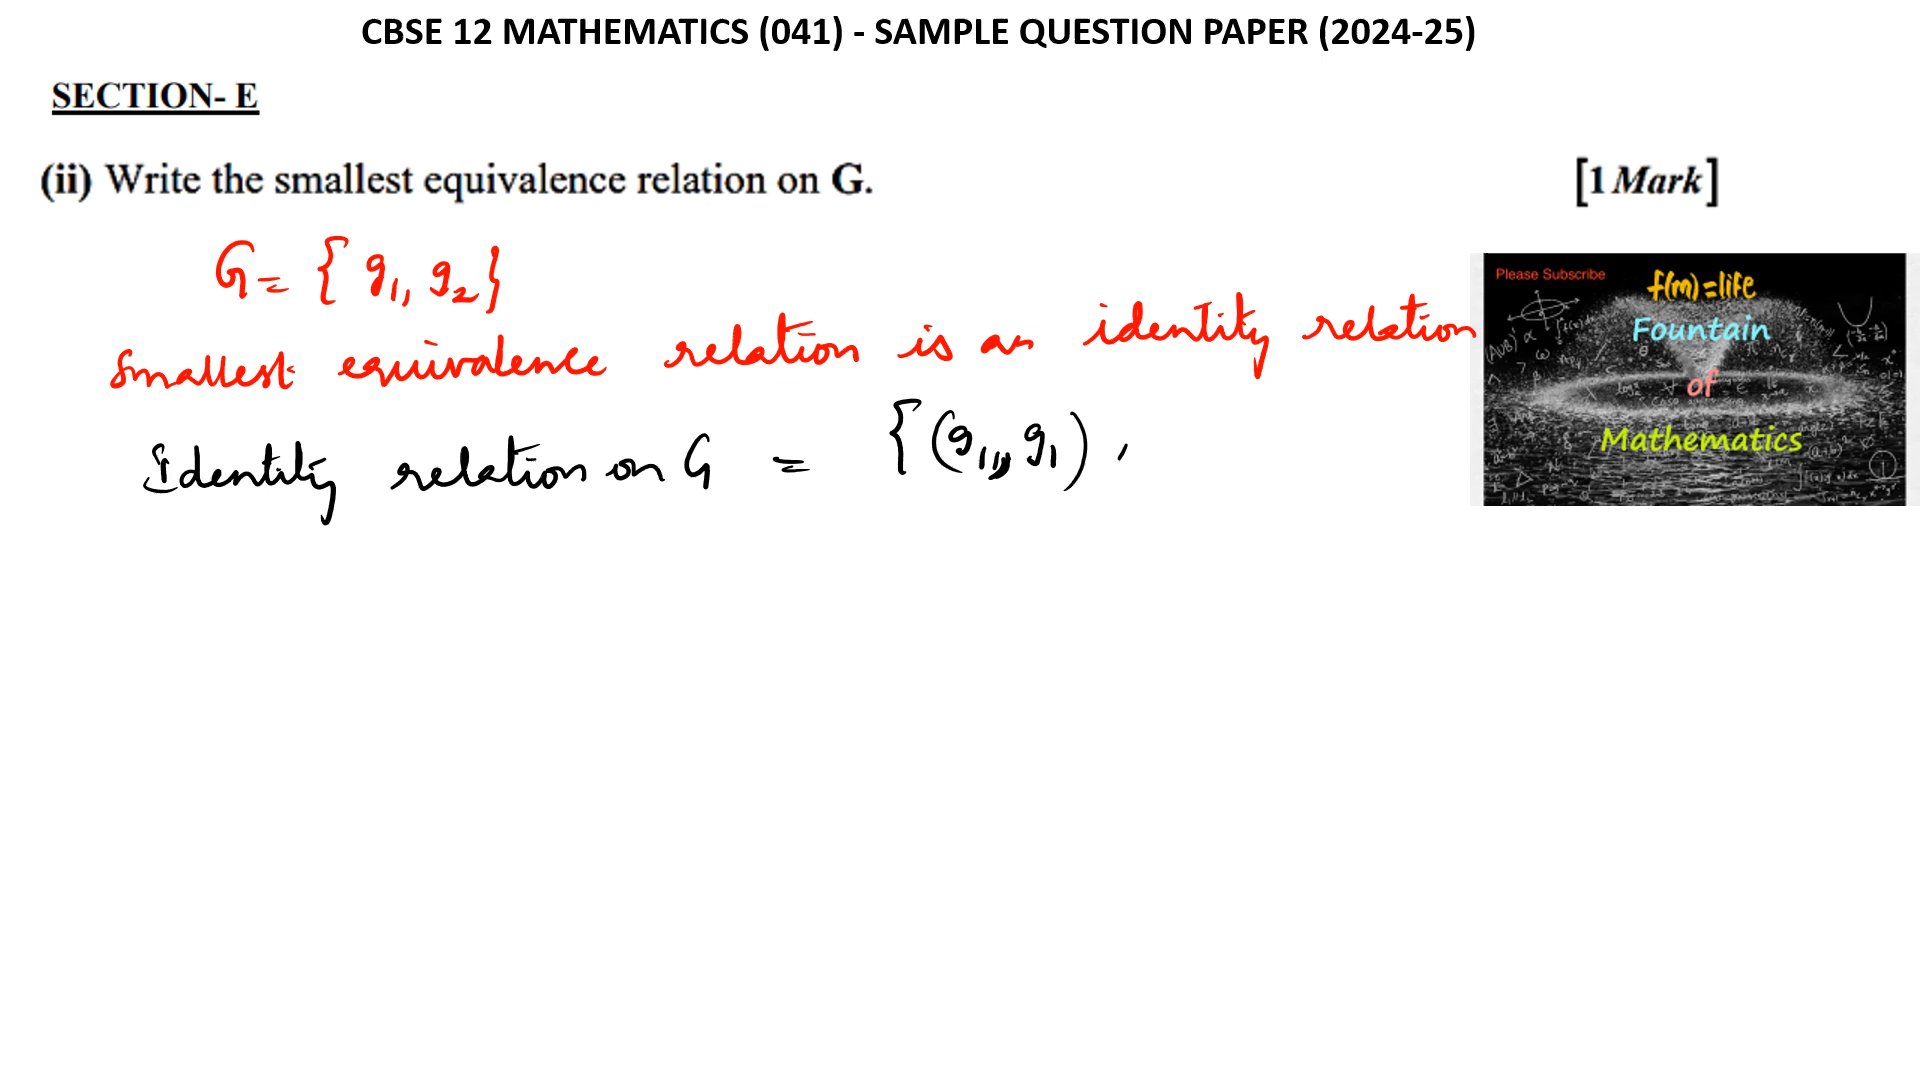 CBSE 12 MATHEMATICS (041) - SAMPLE QUESTION PAPER (2024-25)
SECTION- E
(ii) Write the smallest equivalence relation on G. [1 Mark]
G = { g₁, g₂ }
Smallest equivalence relation is an identity relation
Identity relation on G = { (g₁, g₁) ,
Please Subscribe
f(m)=life
Fountain
of
Mathematics